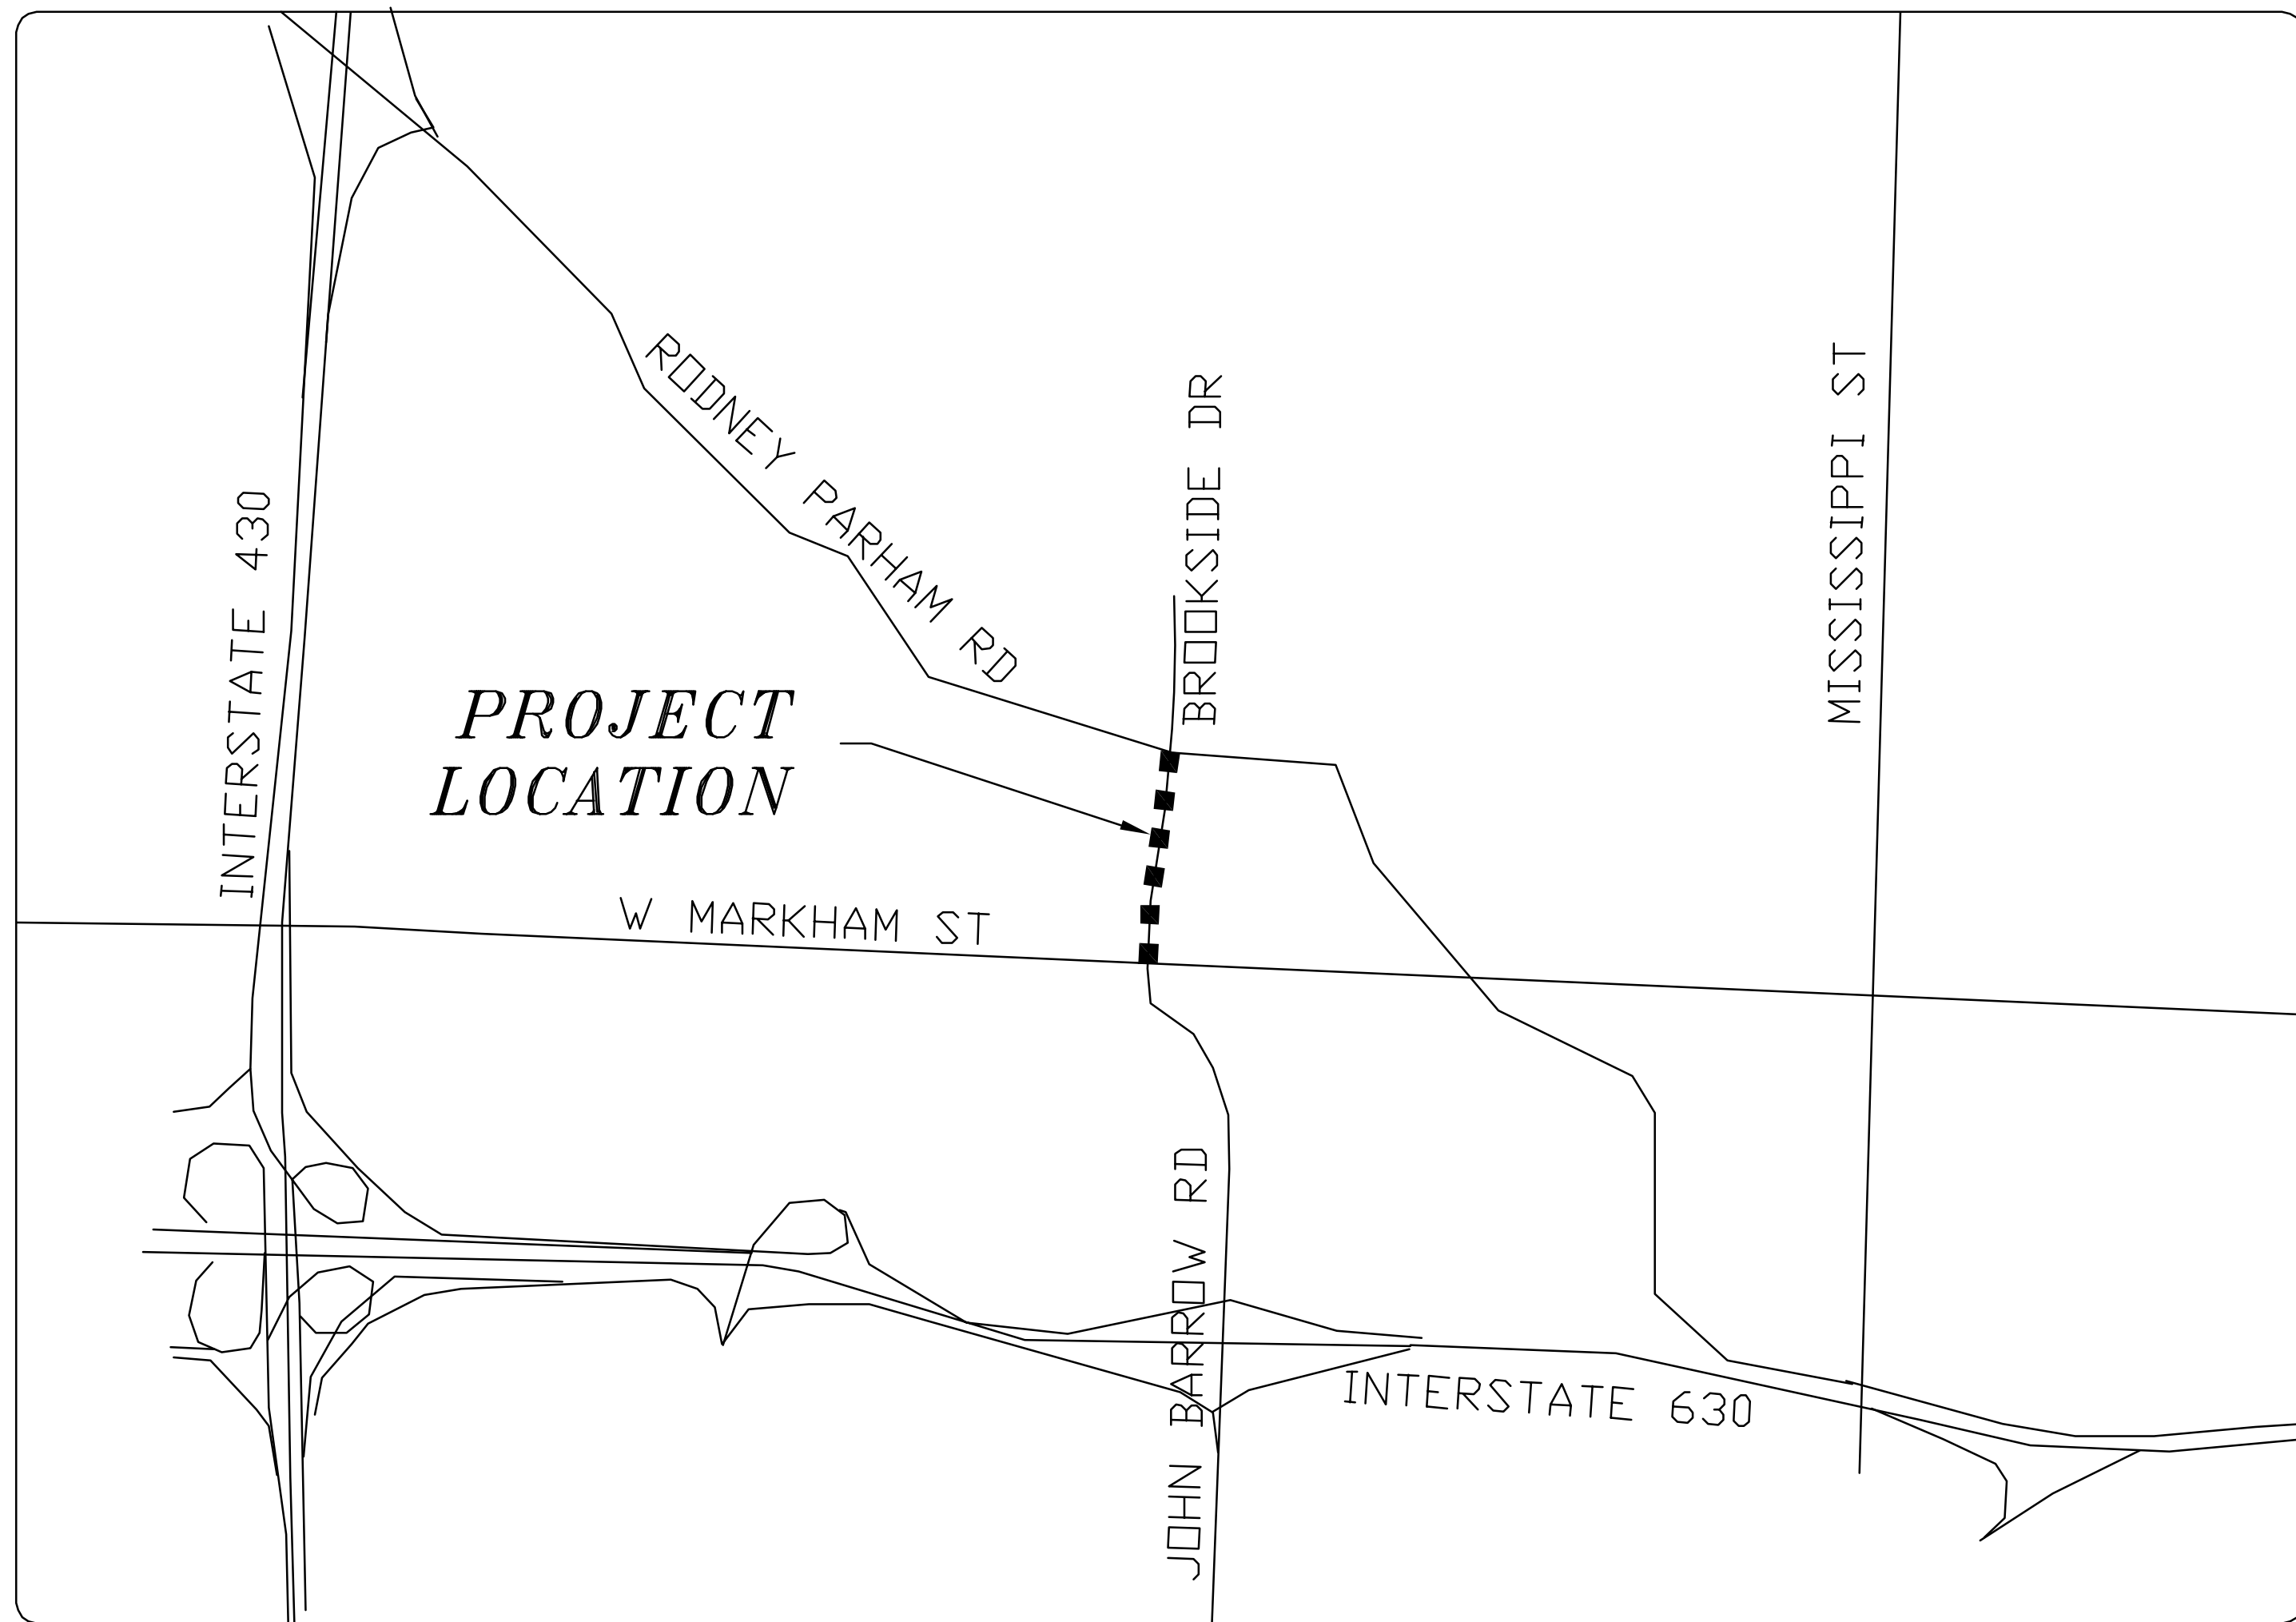 RODNEY PARHAM RD
BROOKSIDE DR
MISSISSIPPI ST
INTERSTATE 430
PROJECT
LOCATION
W MARKHAM ST
JOHN BARROW RD
INTERSTATE 630